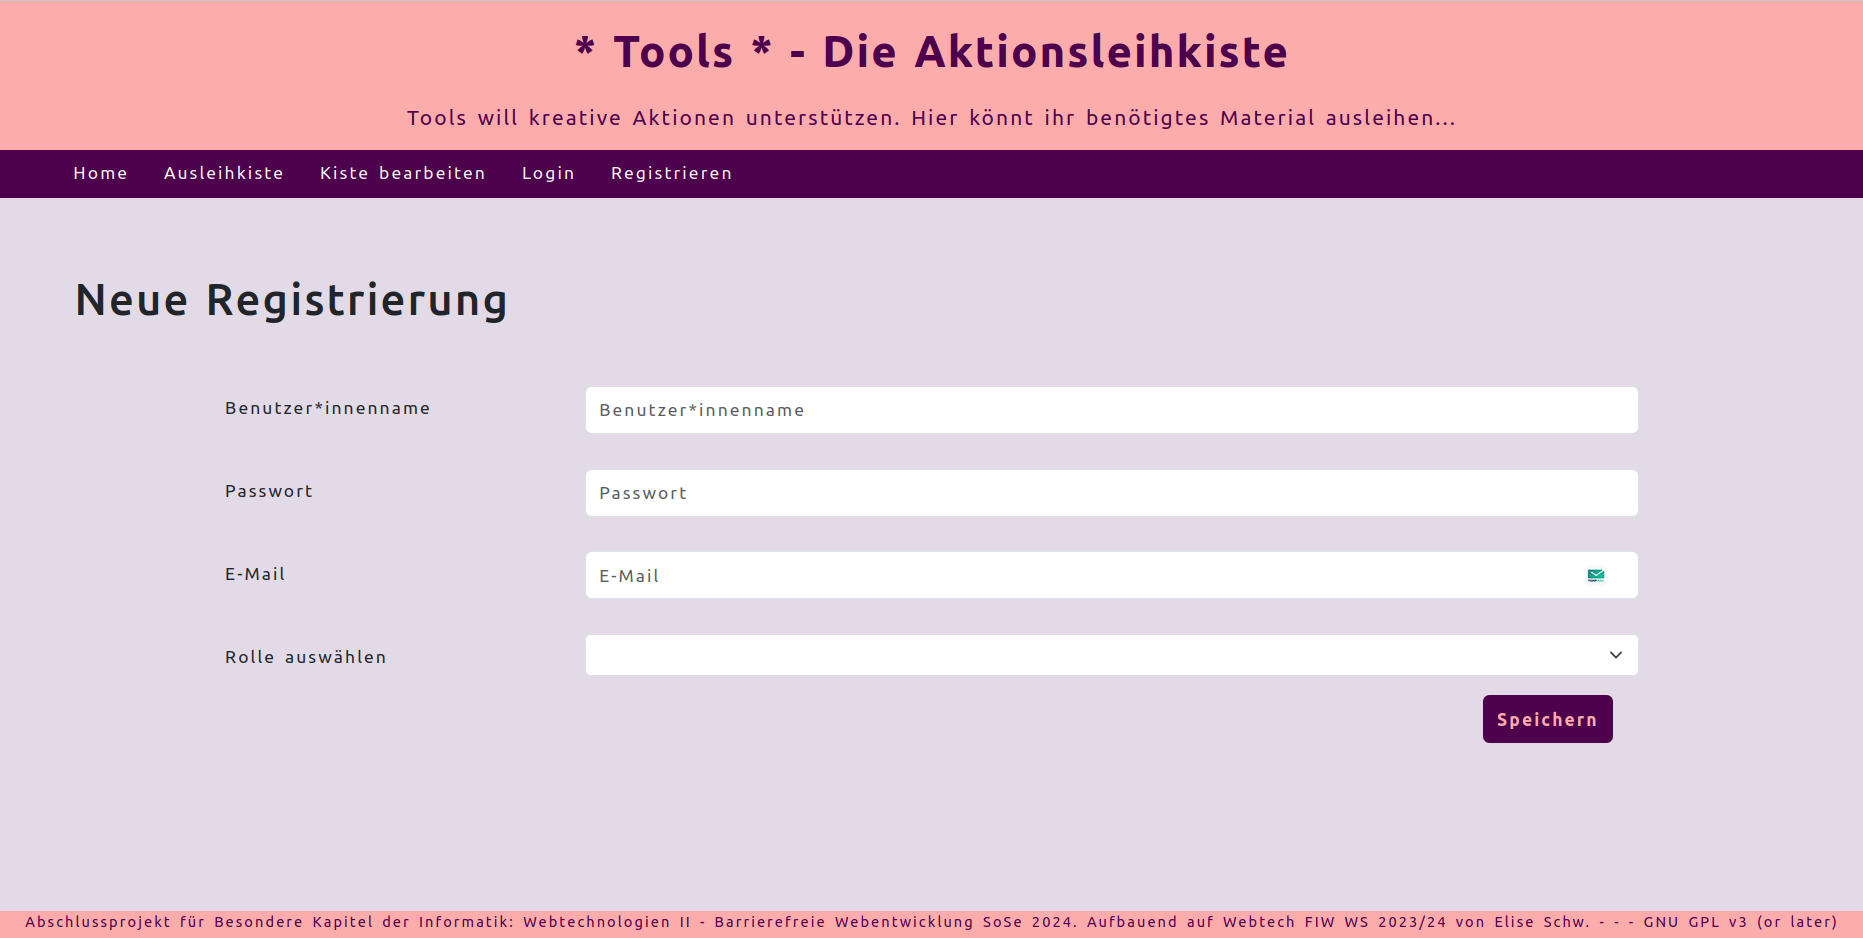 * Tools * - Die Aktionsleihkiste
Tools will kreative Aktionen unterstützen. Hier könnt ihr benötigtes Material ausleihen...
Home Ausleihkiste Kiste bearbeiten Login Registrieren
Neue Registrierung
Benutzer*innenname Benutzer*innenname
Passwort Passwort
E-Mail E-Mail
Rolle auswählen
Speichern
Abschlussprojekt für Besondere Kapitel der Informatik: Webtechnologien II - Barrierefreie Webentwicklung SoSe 2024. Aufbauend auf Webtech FIW WS 2023/24 von Elise Schw. - - - GNU GPL v3 (or later)